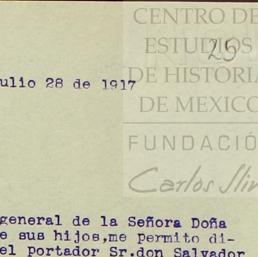 CENTRO DE
ESTUDIOS
25
DE HISTORIA
DE MEXICO
FUNDACIÓ
Carlos Slim
ulio 28 de 1917
general de la Señora Doña
e sus hijos,me permito di-
el portador Sr.don Salvador